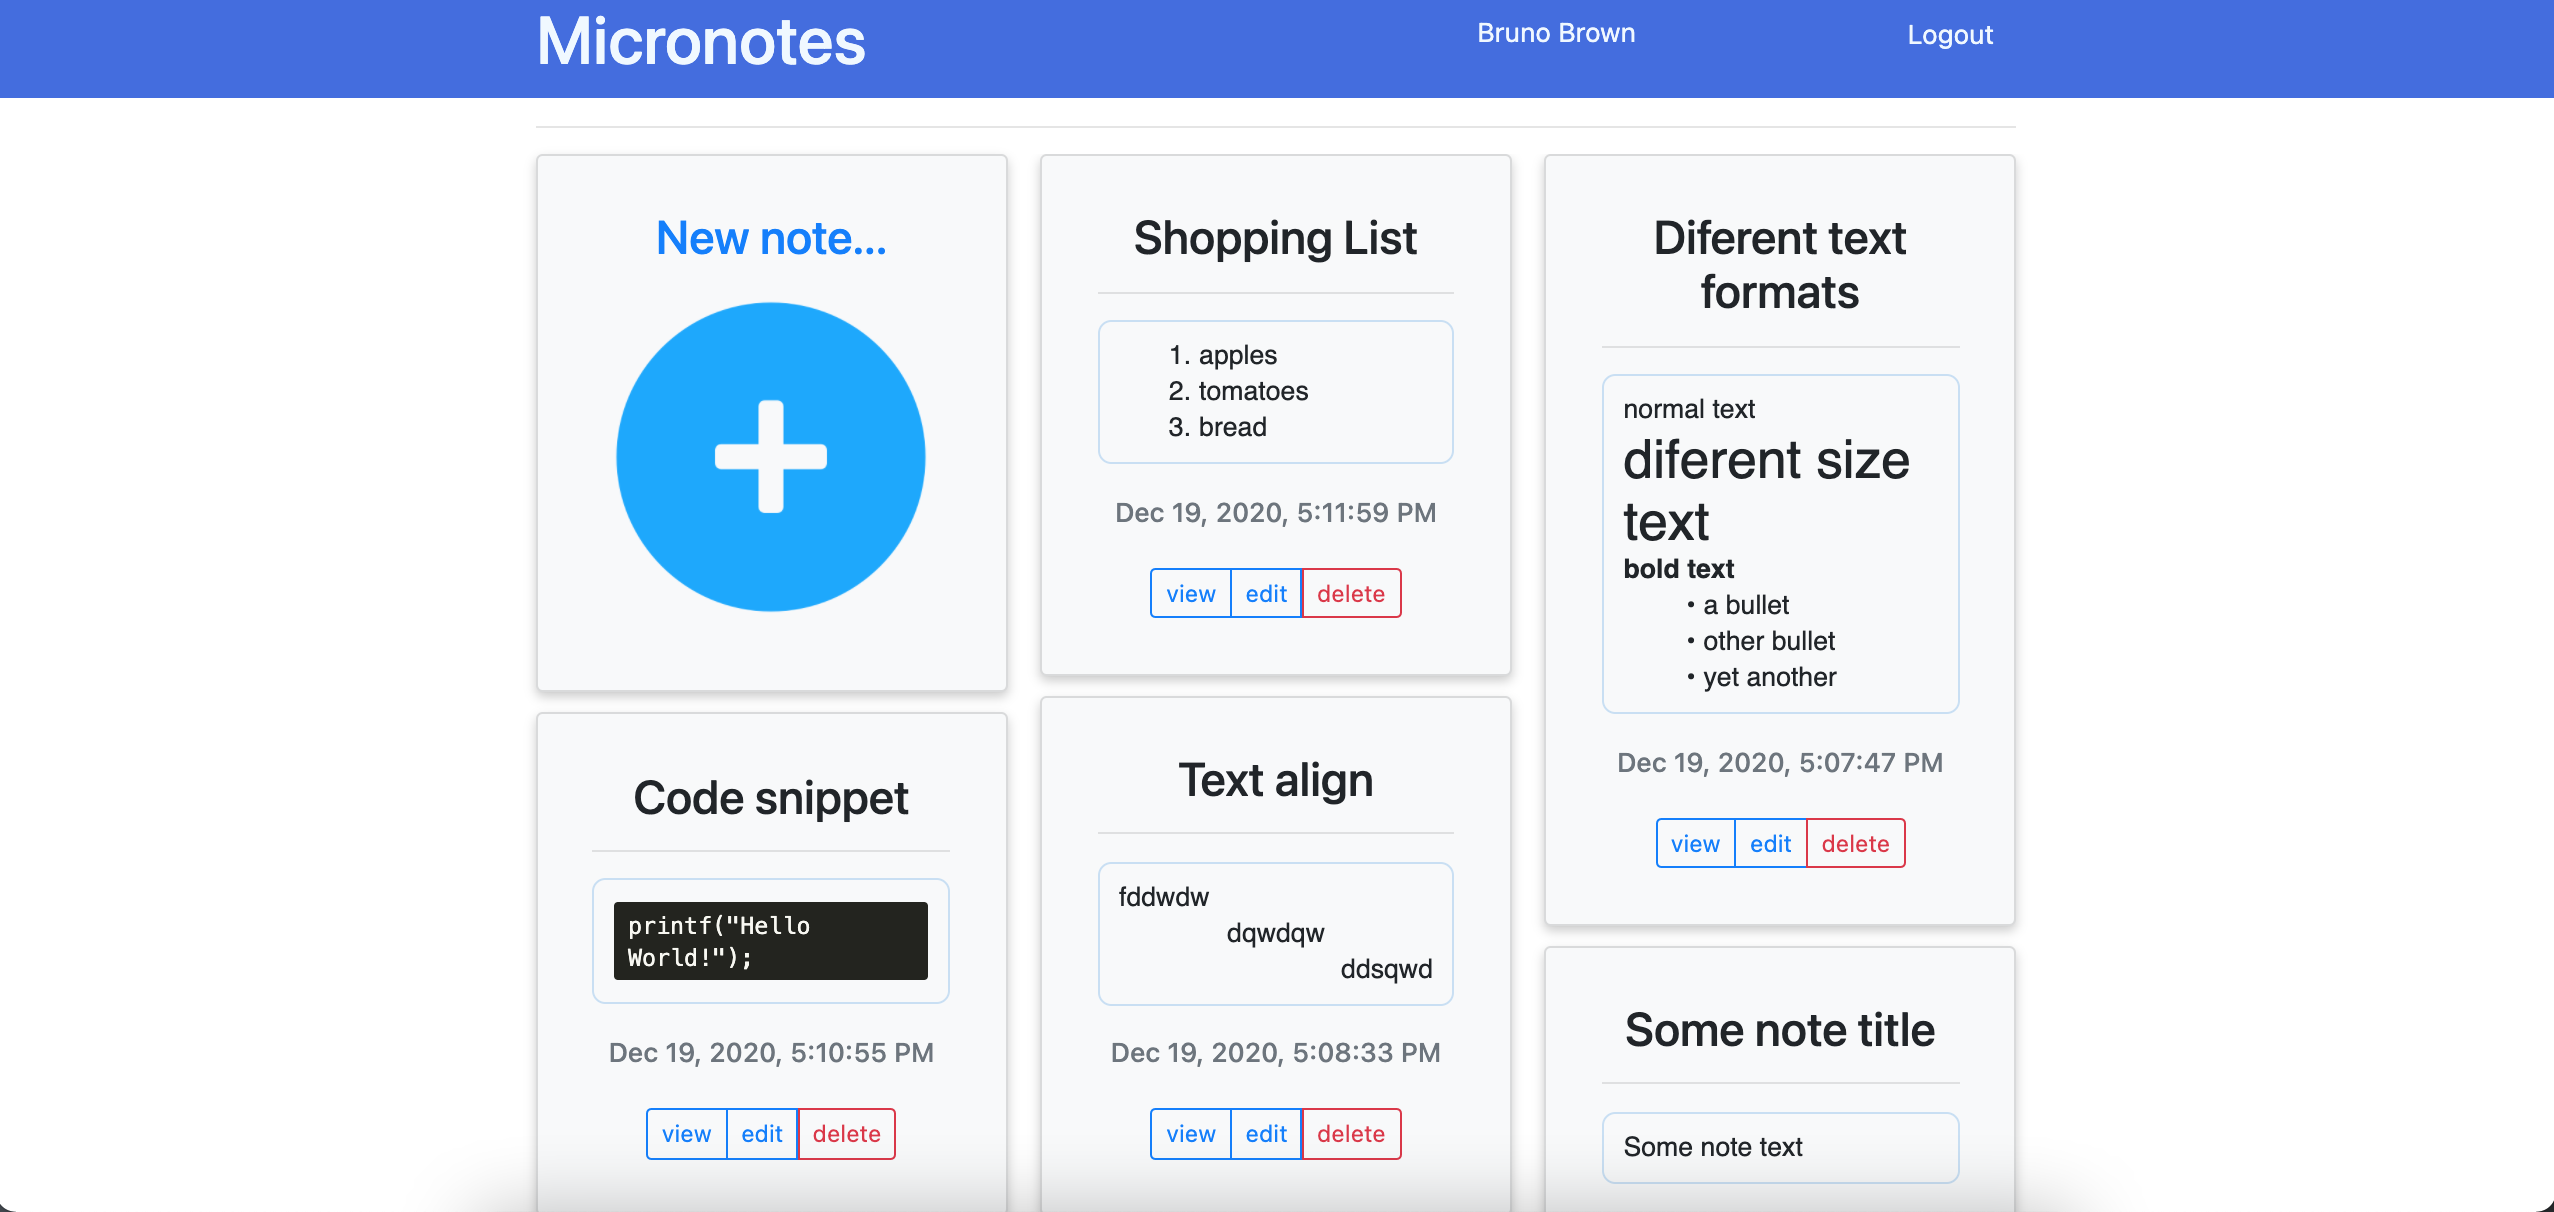 Micronotes
Bruno Brown
Logout
New note...
Shopping List
1. apples
2. tomatoes
3. bread
Dec 19, 2020, 5:11:59 PM
view edit delete
Diferent text
formats
normal text
diferent size
text
bold text
• a bullet
• other bullet
• yet another
Dec 19, 2020, 5:07:47 PM
view edit delete
Code snippet
printf("Hello
World!");
Dec 19, 2020, 5:10:55 PM
view edit delete
Text align
fddwdw
dqwdqw
ddsqwd
Dec 19, 2020, 5:08:33 PM
view edit delete
Some note title
Some note text